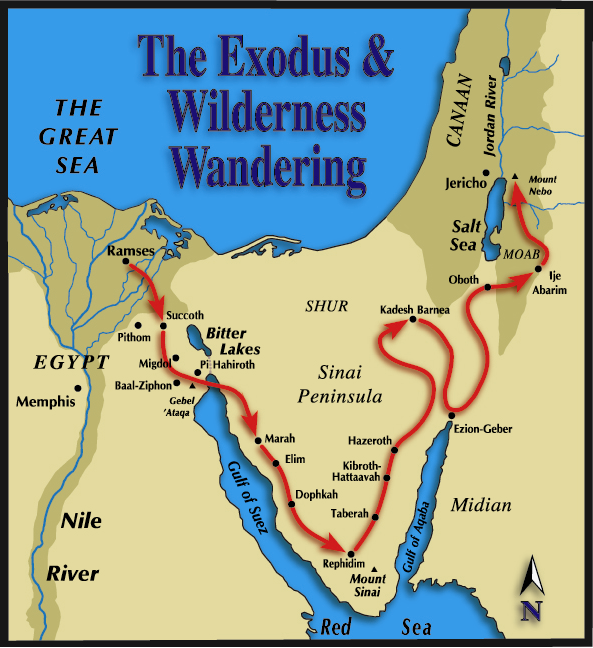 The Exodus &
Wilderness
Wandering
THE
GREAT
SEA
CANAAN
Jordan River
Jericho
Mount
Nebo
Salt
Sea
MOAB
Ramses
Oboth
Ije
Abarim
SHUR
Kadesh Barnea
Succoth
Pithom
Bitter
Lakes
EGYPT
Migdol
Pi Hahiroth
Baal-Ziphon
Gebel
'Ataqa
Memphis
Sinai
Peninsula
Ezion-Geber
Marah
Hazeroth
Elim
Kibroth-
Hattaavah
Gulf of Suez
Dophkah
Taberah
Gulf of Aqaba
Midian
Nile
River
Rephidim
Mount
Sinai
Red Sea
N